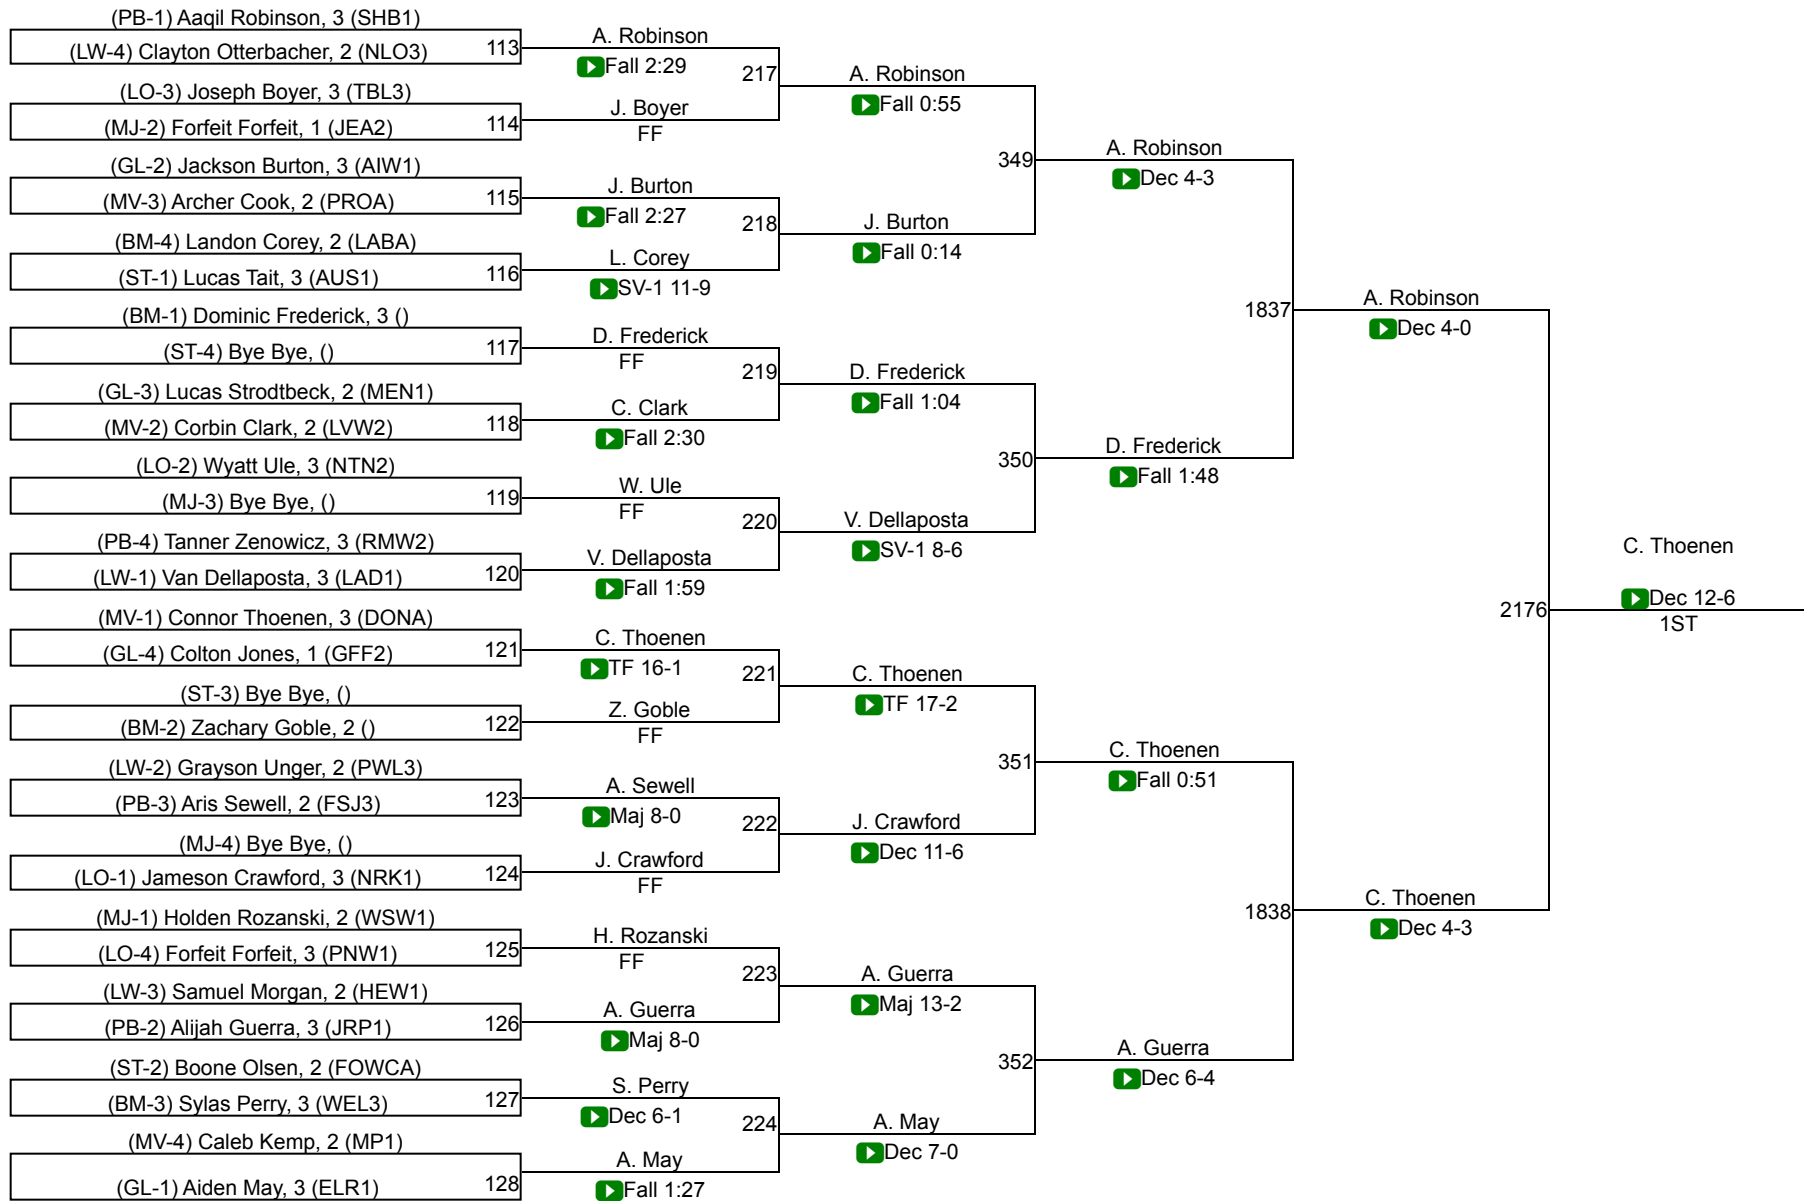 (PB-1) Aaqil Robinson, 3 (SHB1)
(LW-4) Clayton Otterbacher, 2 (NLO3)
113
(LO-3) Joseph Boyer, 3 (TBL3)
(MJ-2) Forfeit Forfeit, 1 (JEA2)
114
(GL-2) Jackson Burton, 3 (AIW1)
(MV-3) Archer Cook, 2 (PROA)
115
(BM-4) Landon Corey, 2 (LABA)
(ST-1) Lucas Tait, 3 (AUS1)
116
(BM-1) Dominic Frederick, 3 ()
(ST-4) Bye Bye, ()
117
(GL-3) Lucas Strodtbeck, 2 (MEN1)
(MV-2) Corbin Clark, 2 (LVW2)
118
(LO-2) Wyatt Ule, 3 (NTN2)
(MJ-3) Bye Bye, ()
119
(PB-4) Tanner Zenowicz, 3 (RMW2)
(LW-1) Van Dellaposta, 3 (LAD1)
120
(MV-1) Connor Thoenen, 3 (DONA)
(GL-4) Colton Jones, 1 (GFF2)
121
(ST-3) Bye Bye, ()
(BM-2) Zachary Goble, 2 ()
122
(LW-2) Grayson Unger, 2 (PWL3)
(PB-3) Aris Sewell, 2 (FSJ3)
123
(MJ-4) Bye Bye, ()
(LO-1) Jameson Crawford, 3 (NRK1)
124
(MJ-1) Holden Rozanski, 2 (WSW1)
(LO-4) Forfeit Forfeit, 3 (PNW1)
125
(LW-3) Samuel Morgan, 2 (HEW1)
(PB-2) Alijah Guerra, 3 (JRP1)
126
(ST-2) Boone Olsen, 2 (FOWCA)
(BM-3) Sylas Perry, 3 (WEL3)
127
(MV-4) Caleb Kemp, 2 (MP1)
(GL-1) Aiden May, 3 (ELR1)
128
A. Robinson
Fall 2:29
217
J. Boyer
FF
J. Burton
Fall 2:27
218
L. Corey
SV-1 11-9
D. Frederick
FF
219
C. Clark
Fall 2:30
W. Ule
FF
220
V. Dellaposta
Fall 1:59
C. Thoenen
TF 16-1
221
Z. Goble
FF
A. Sewell
Maj 8-0
222
J. Crawford
FF
H. Rozanski
FF
223
A. Guerra
Maj 8-0
S. Perry
Dec 6-1
224
A. May
Fall 1:27
A. Robinson
Fall 0:55
349
J. Burton
Fall 0:14
D. Frederick
Fall 1:04
350
V. Dellaposta
SV-1 8-6
C. Thoenen
TF 17-2
351
J. Crawford
Dec 11-6
A. Guerra
Maj 13-2
352
A. May
Dec 7-0
A. Robinson
Dec 4-3
1837
D. Frederick
Fall 1:48
C. Thoenen
Fall 0:51
1838
A. Guerra
Dec 6-4
A. Robinson
Dec 4-0
2176
C. Thoenen
Dec 4-3
C. Thoenen
Dec 12-6
1ST